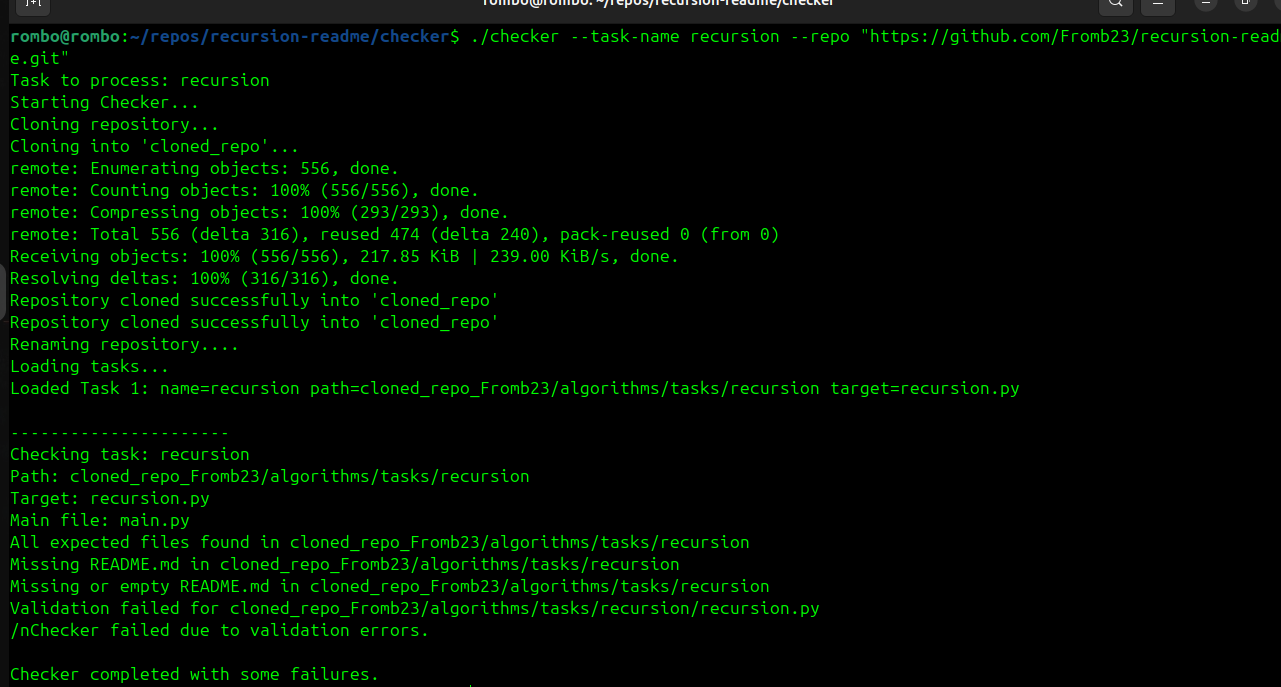 rombo@rombo: ~/repos/recursion-readme/checker
rombo@rombo:~/repos/recursion-readme/checker$ ./checker --task-name recursion --repo "https://github.com/Fromb23/recursion-read
e.git"
Task to process: recursion
Starting Checker...
Cloning repository...
Cloning into 'cloned_repo'...
remote: Enumerating objects: 556, done.
remote: Counting objects: 100% (556/556), done.
remote: Compressing objects: 100% (293/293), done.
remote: Total 556 (delta 316), reused 474 (delta 240), pack-reused 0 (from 0)
Receiving objects: 100% (556/556), 217.85 KiB | 239.00 KiB/s, done.
Resolving deltas: 100% (316/316), done.
Repository cloned successfully into 'cloned_repo'
Repository cloned successfully into 'cloned_repo'
Renaming repository....
Loading tasks...
Loaded Task 1: name=recursion path=cloned_repo_Fromb23/algorithms/tasks/recursion target=recursion.py
----------------------
Checking task: recursion
Path: cloned_repo_Fromb23/algorithms/tasks/recursion
Target: recursion.py
Main file: main.py
All expected files found in cloned_repo_Fromb23/algorithms/tasks/recursion
Missing README.md in cloned_repo_Fromb23/algorithms/tasks/recursion
Missing or empty README.md in cloned_repo_Fromb23/algorithms/tasks/recursion
Validation failed for cloned_repo_Fromb23/algorithms/tasks/recursion/recursion.py
/nChecker failed due to validation errors.
Checker completed with some failures.